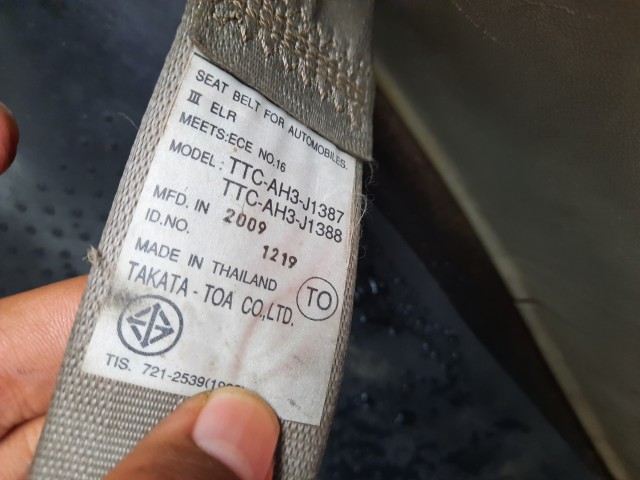 SEAT BELT FOR AUTOMOBILES.
III ELR
MEETS:ECE NO.16
MODEL: TTC-AH3-J1387
TTC-AH3-J1388
MFD. IN 2009
ID.NO. 1219
MADE IN THAILAND
TAKATA-TOA CO.,LTD. TO
TIS. 721-2539